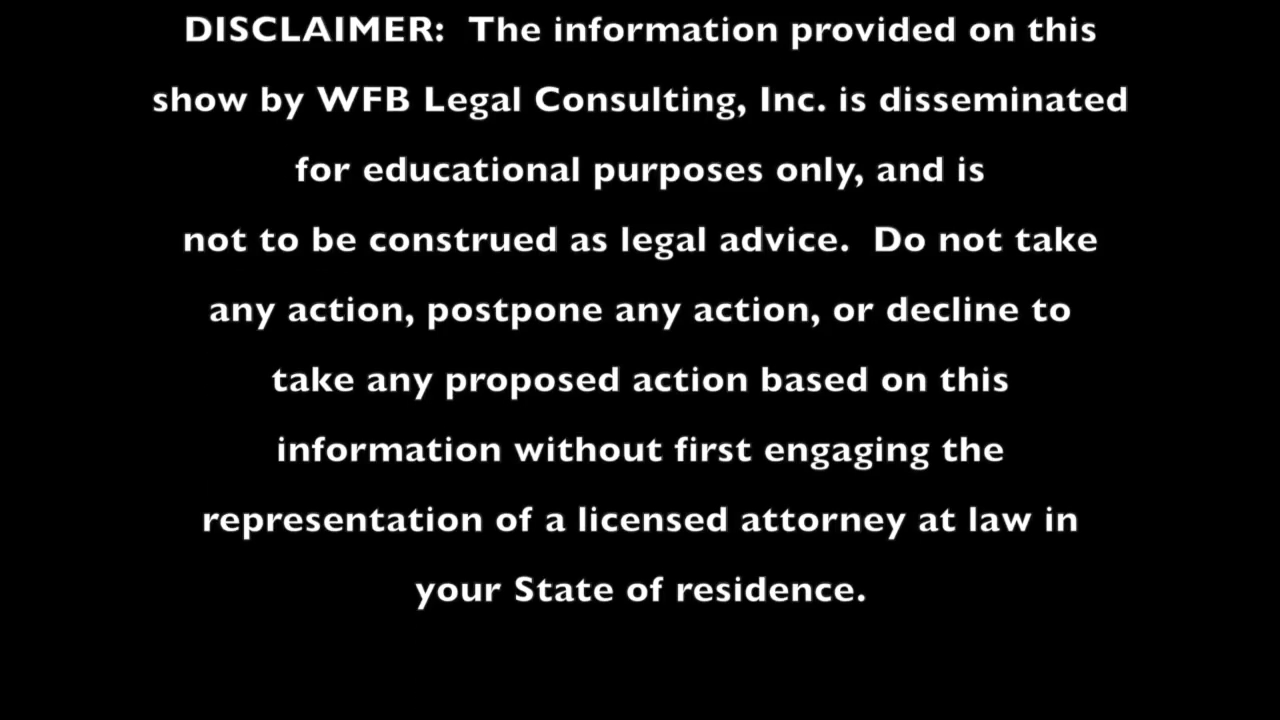 DISCLAIMER:  The information provided on this
show by WFB Legal Consulting, Inc. is disseminated
for educational purposes only, and is
not to be construed as legal advice.  Do not take
any action, postpone any action, or decline to
take any proposed action based on this
information without first engaging the
representation of a licensed attorney at law in
your State of residence.